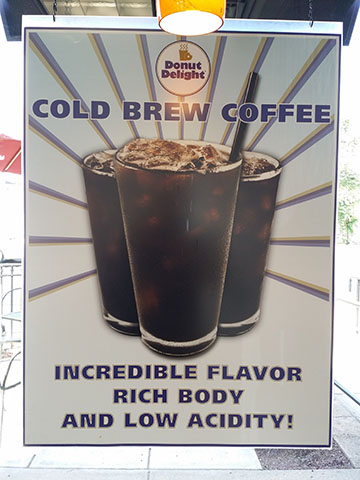 Donut
Delight
COLD BREW COFFEE
INCREDIBLE FLAVOR
RICH BODY
AND LOW ACIDITY!